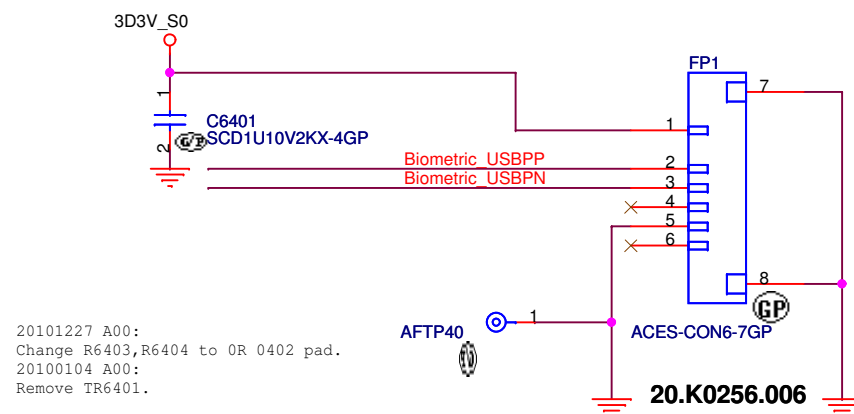 3D3V_S0
FP1
7
1
C6401
SCD1U10V2KX-4GP
G/P
2
1
Biometric_USBPP
2
Biometric_USBPN
3
4
5
6
8
GP
AFTP40
1
ACES-CON6-7GP
20.K0256.006
20101227 A00:
Change R6403,R6404 to 0R 0402 pad.
20100104 A00:
Remove TR6401.